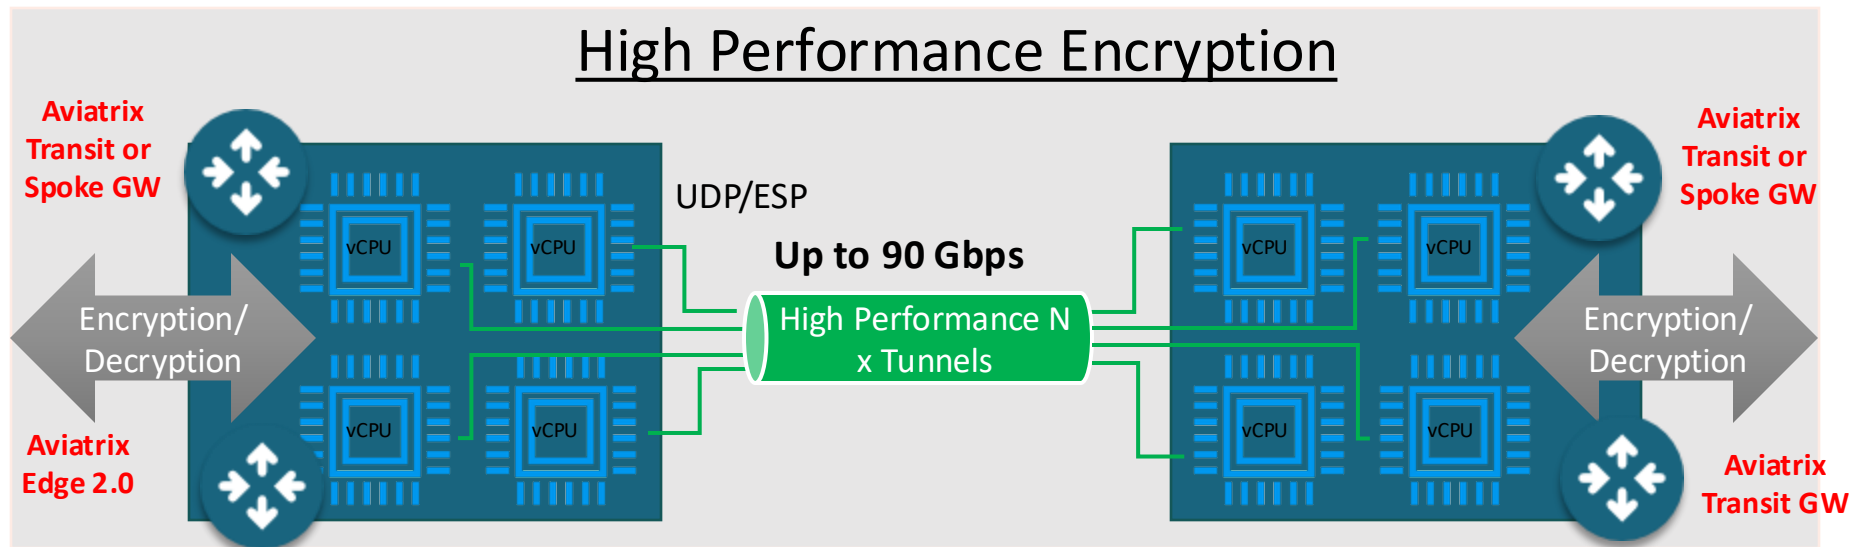 High Performance Encryption
Aviatrix
Transit or
Spoke GW
Aviatrix
Transit or
Spoke GW
UDP/ESP
vCPU
vCPU
vCPU
vCPU
Up to 90 Gbps
Encryption/
Decryption
High Performance N
x Tunnels
Encryption/
Decryption
vCPU
vCPU
vCPU
vCPU
Aviatrix
Edge 2.0
Aviatrix
Transit GW